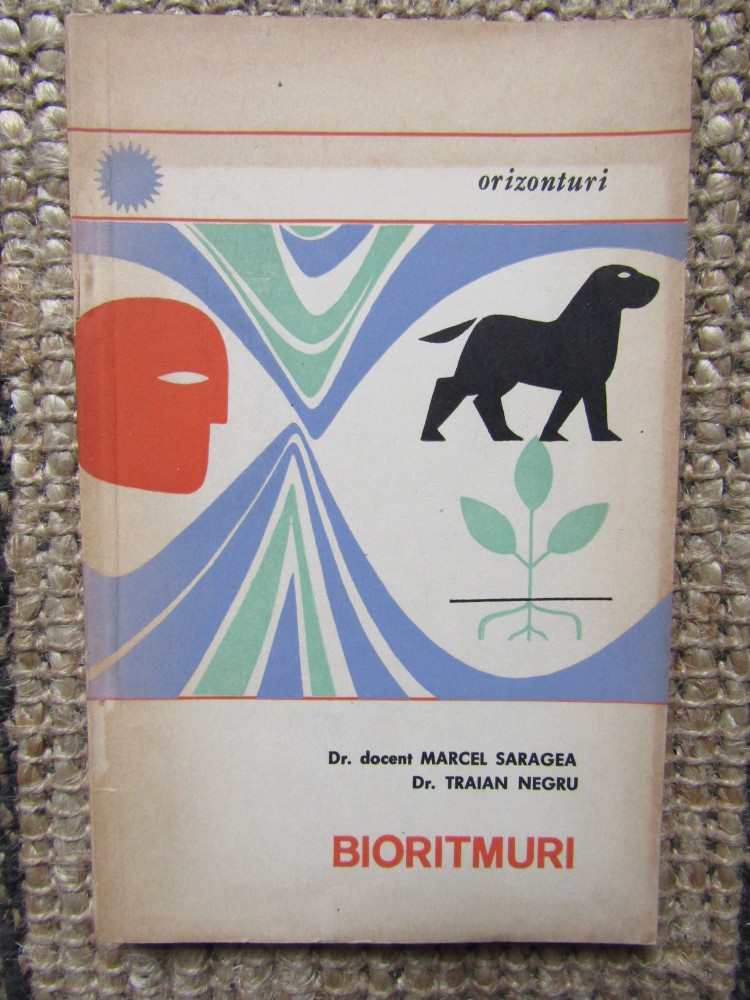 orizonturi
Dr. docent MARCEL SARAGEA
Dr. TRAIAN NEGRU
BIORITMURI